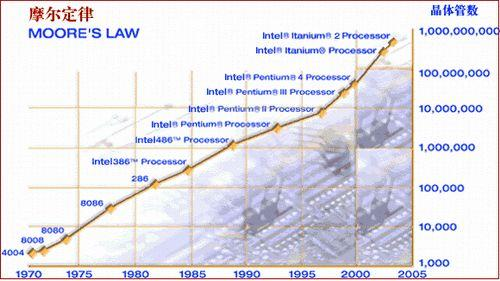 摩尔定律
MOORE'S LAW
晶体管数
Intel® Itanium® 2 Processor
1,000,000,000
Intel® Itanium® Processor
Intel® Pentium® 4 Processor
100,000,000
Intel® Pentium® III Processor
Intel® Pentium® II Processor
10,000,000
Intel® Pentium® Processor
Intel486™ Processor
1,000,000
Intel386™ Processor
286
100,000
8086
8080
10,000
8008
4004
1,000
1970
1975
1980
1985
1990
1995
2000
2005